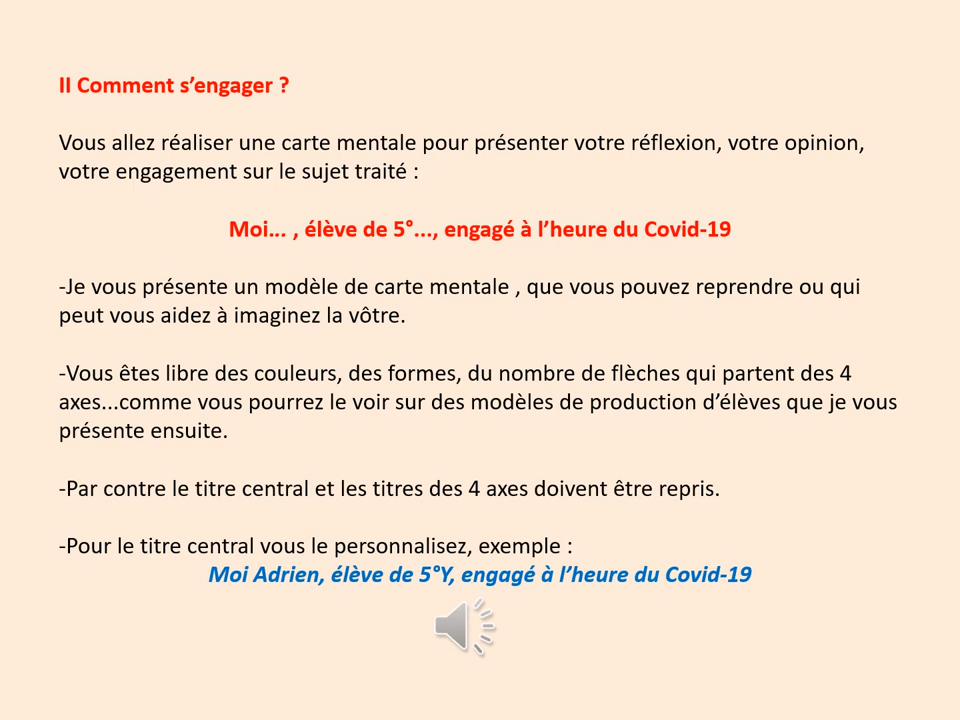 II Comment s’engager ?
Vous allez réaliser une carte mentale pour présenter votre réflexion, votre opinion,
votre engagement sur le sujet traité :
Moi... , élève de 5°..., engagé à l’heure du Covid-19
-Je vous présente un modèle de carte mentale , que vous pouvez reprendre ou qui
peut vous aidez à imaginez la vôtre.
-Vous êtes libre des couleurs, des formes, du nombre de flèches qui partent des 4
axes...comme vous pourrez le voir sur des modèles de production d’élèves que je vous
présente ensuite.
-Par contre le titre central et les titres des 4 axes doivent être repris.
-Pour le titre central vous le personnalisez, exemple :
Moi Adrien, élève de 5°Y, engagé à l’heure du Covid-19